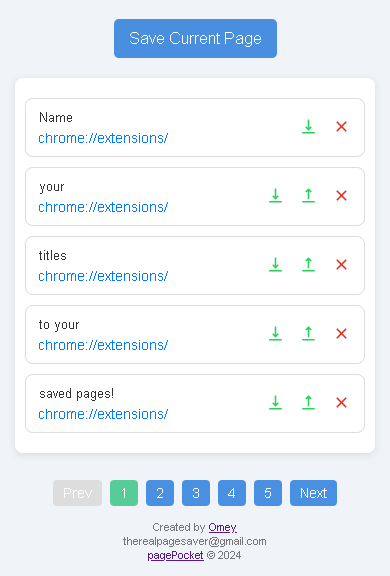 Save Current Page
Name
chrome://extensions/
your
chrome://extensions/
titles
chrome://extensions/
to your
chrome://extensions/
saved pages!
chrome://extensions/
Prev 1 2 3 4 5 Next
Created by Omey
therealpagesaver@gmail.com
pagePocket © 2024